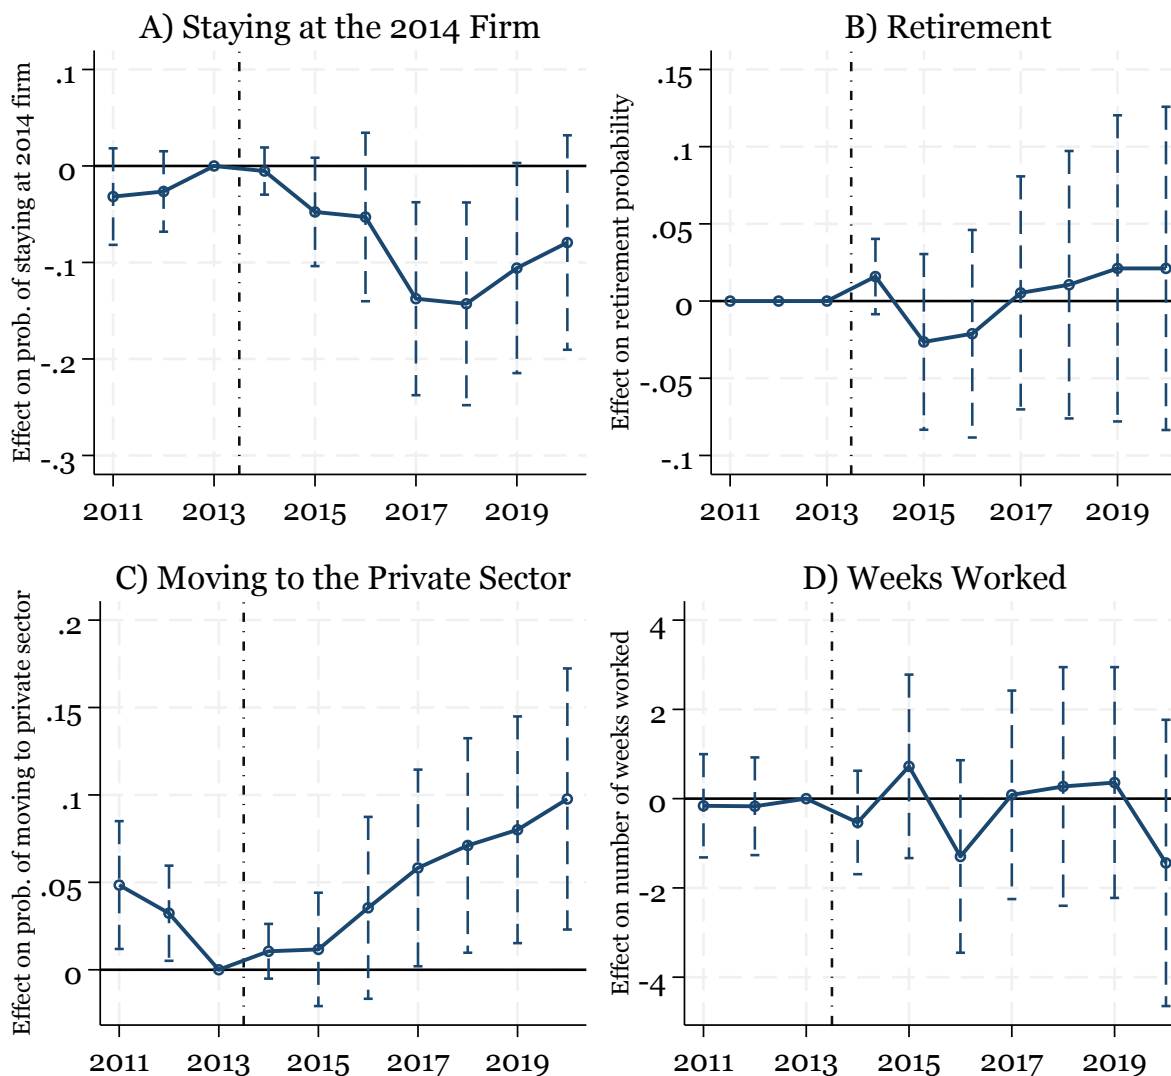 A) Staying at the 2014 Firm
Effect on prob. of staying at 2014 firm
.1
0
-.1
-.2
-.3
2011 2013 2015 2017 2019
B) Retirement
Effect on retirement probability
.15
.1
.05
0
-.05
-.1
2011 2013 2015 2017 2019
C) Moving to the Private Sector
Effect on prob. of moving to private sector
.2
.15
.1
.05
0
2011 2013 2015 2017 2019
D) Weeks Worked
Effect on number of weeks worked
4
2
0
-2
-4
2011 2013 2015 2017 2019